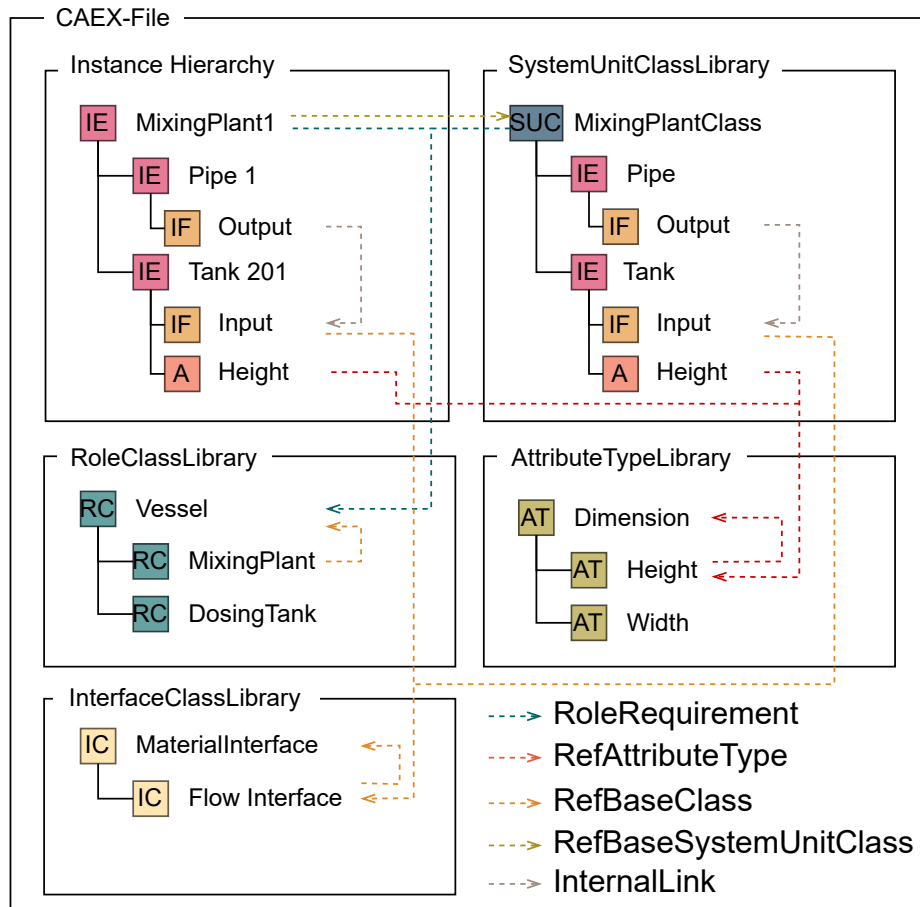 CAEX-File
Instance Hierarchy
IE MixingPlant1
IE Pipe 1
IF Output
IE Tank 201
IF Input
A Height
SystemUnitClassLibrary
SUC MixingPlantClass
IE Pipe
IF Output
IE Tank
IF Input
A Height
RoleClassLibrary
RC Vessel
RC MixingPlant
RC DosingTank
AttributeTypeLibrary
AT Dimension
AT Height
AT Width
InterfaceClassLibrary
IC MaterialInterface
IC Flow Interface
RoleRequirement
RefAttributeType
RefBaseClass
RefBaseSystemUnitClass
InternalLink